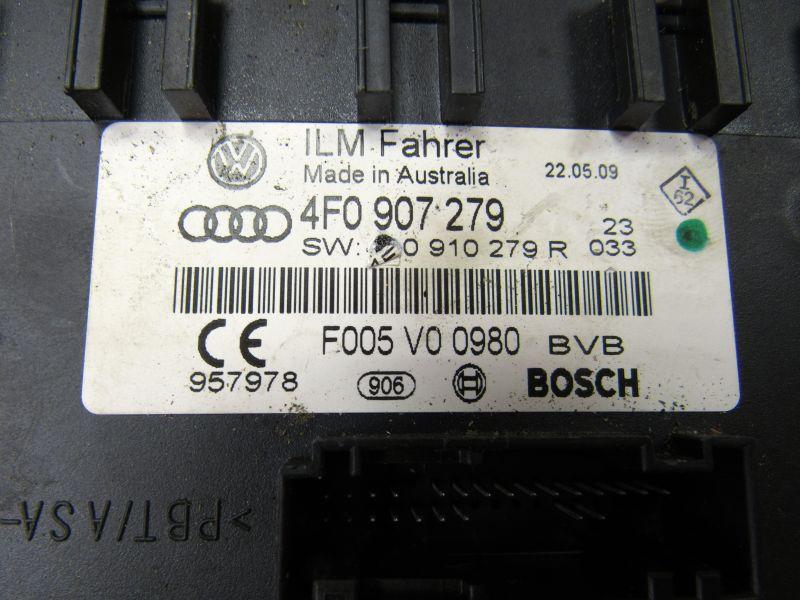 ILM Fahrer
Made in Australia 22.05.09
I 62
4F0 907 279 23
SW: 0 910 279 R 033
F005 V0 0980 BVB
957978 906 BOSCH
>PBT/ASA-